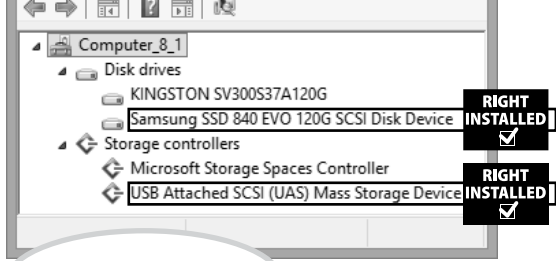 Computer_8_1
Disk drives
KINGSTON SV300S37A120G
Samsung SSD 840 EVO 120G SCSI Disk Device
RIGHT
INSTALLED
Storage controllers
Microsoft Storage Spaces Controller
USB Attached SCSI (UAS) Mass Storage Device
RIGHT
INSTALLED